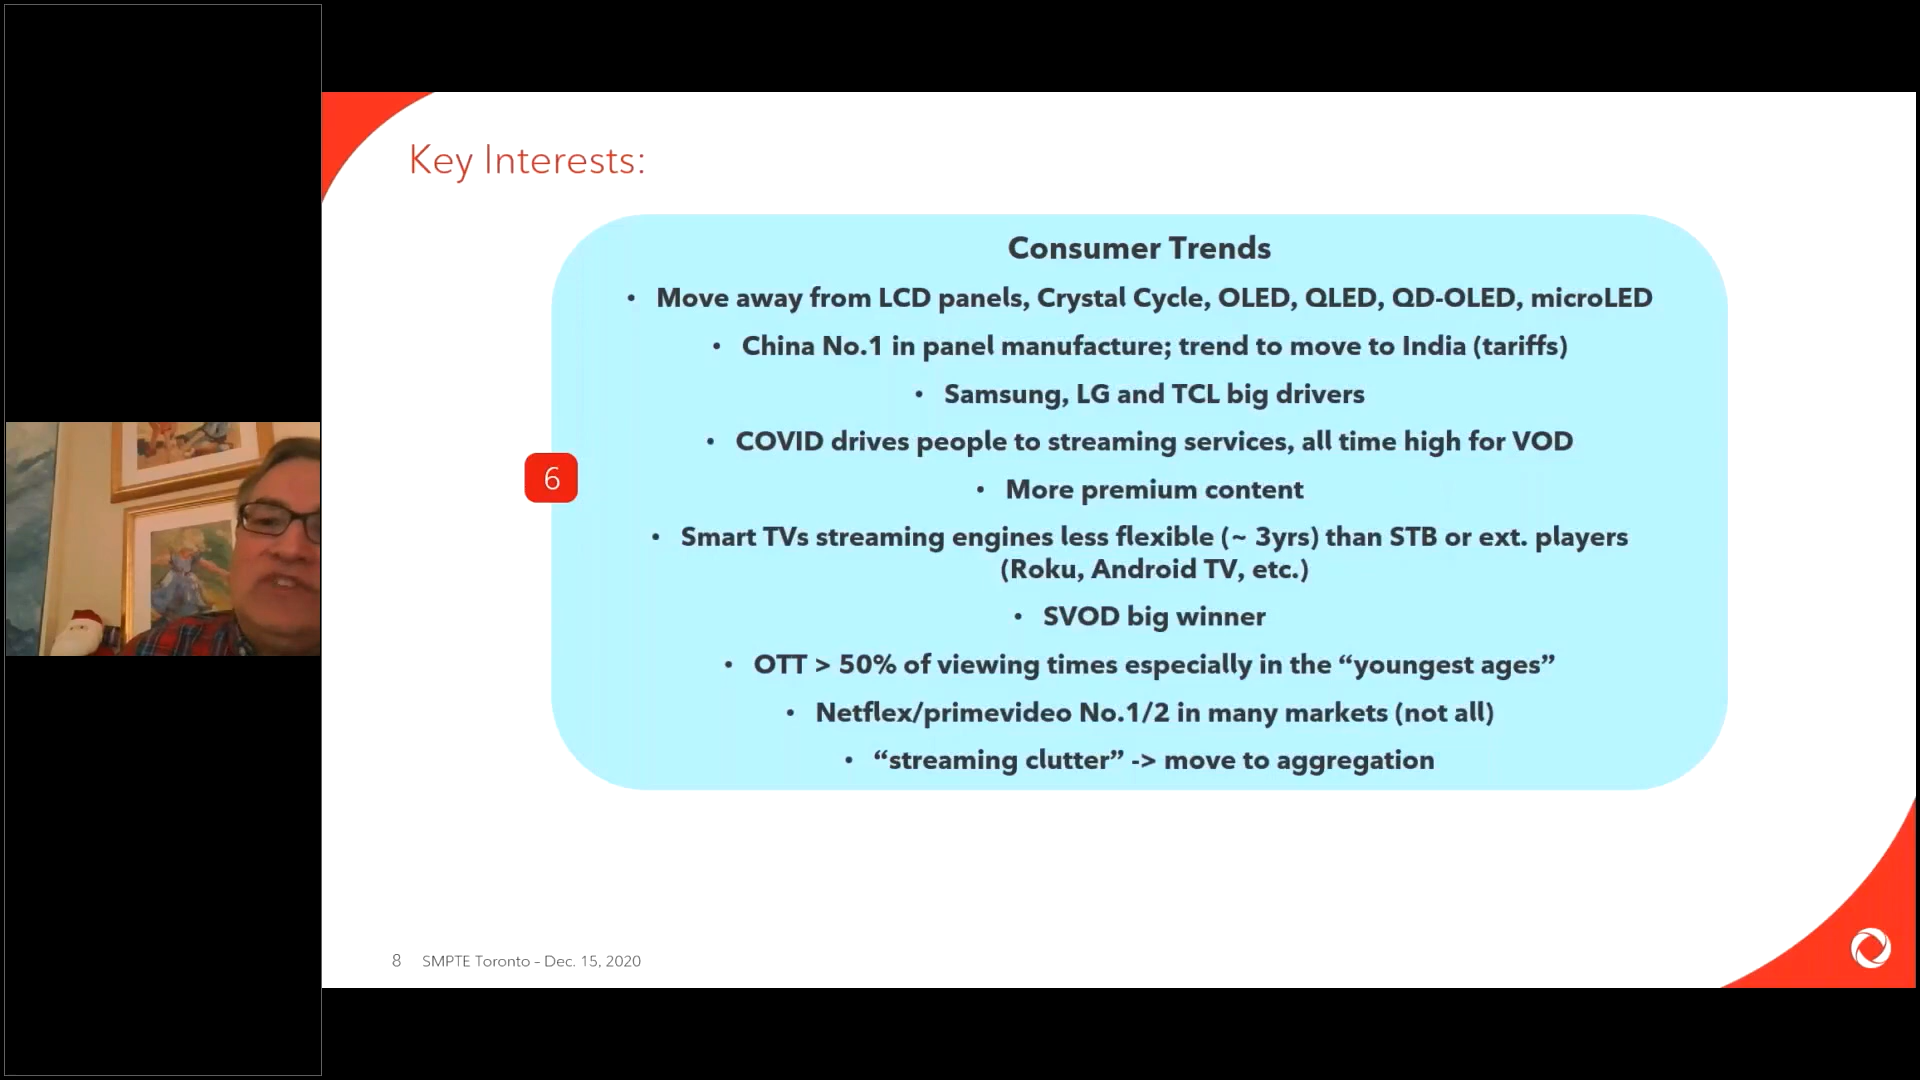 Key Interests:
Consumer Trends
• Move away from LCD panels, Crystal Cycle, OLED, QLED, QD-OLED, microLED
• China No.1 in panel manufacture; trend to move to India (tariffs)
• Samsung, LG and TCL big drivers
• COVID drives people to streaming services, all time high for VOD
6
• More premium content
• Smart TVs streaming engines less flexible (~ 3yrs) than STB or ext. players
(Roku, Android TV, etc.)
• SVOD big winner
• OTT > 50% of viewing times especially in the “youngest ages”
• Netflex/primevideo No.1/2 in many markets (not all)
• “streaming clutter” -> move to aggregation
8 SMPTE Toronto – Dec. 15, 2020